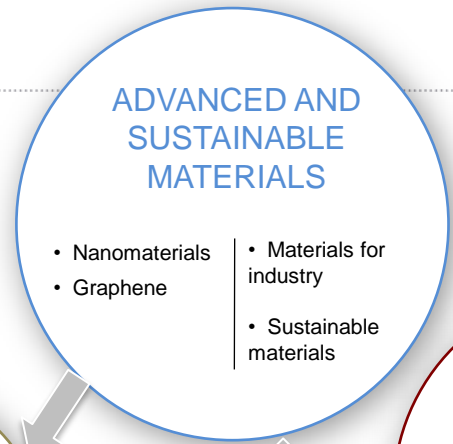 ADVANCED AND
SUSTAINABLE
MATERIALS
• Nanomaterials
• Graphene
• Materials for
industry
• Sustainable
materials